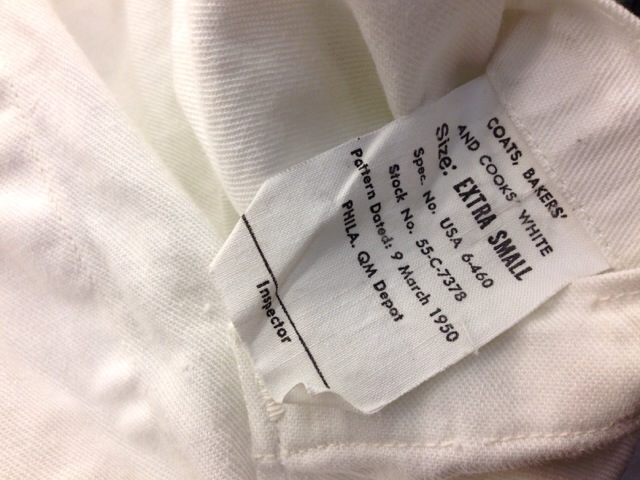 COATS, BAKERS'
AND COOKS' WHITE
Size: EXTRA SMALL
Spec. No. USA 6-460
Stock No. 55-C-7378
Pattern Dated: 9 March 1950
PHILA. QM Depot
Inspector